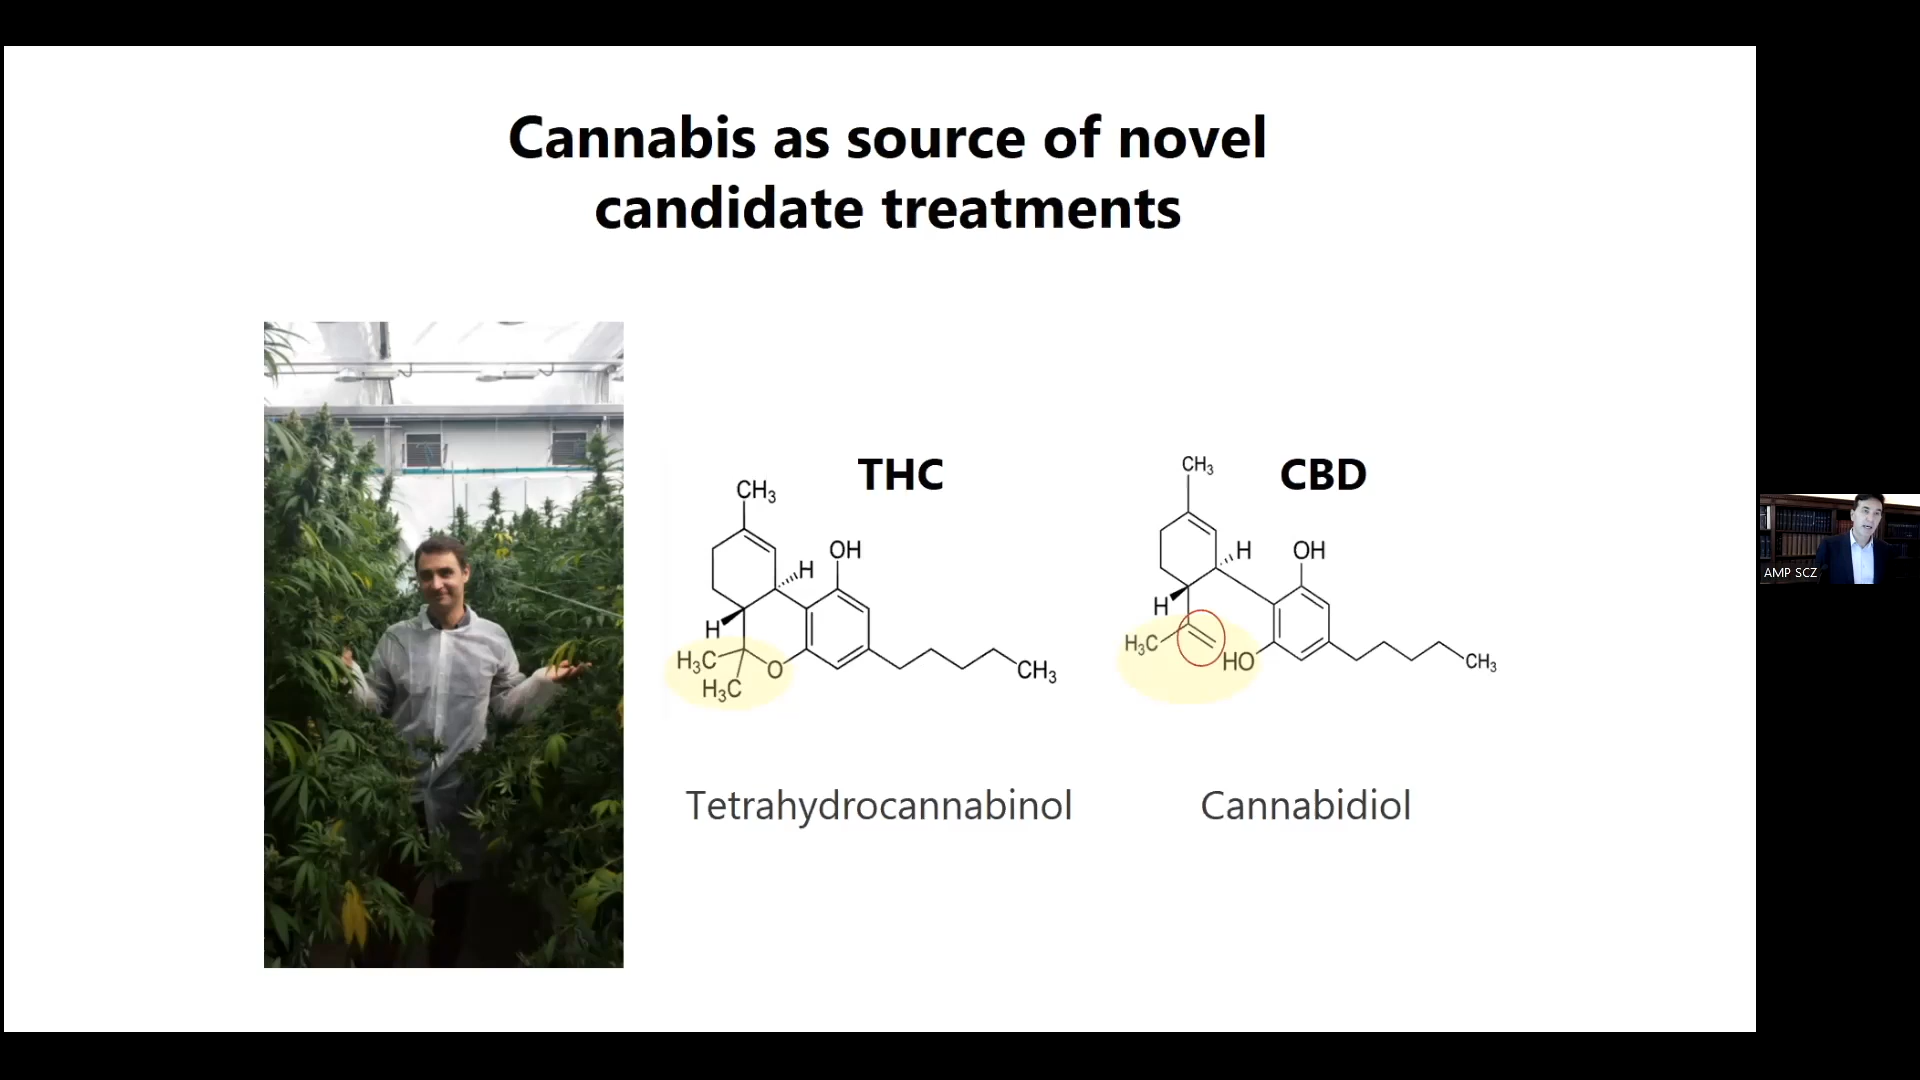 Cannabis as source of novel
candidate treatments
THC
CH₃
OH
H
H
H₃C
O
H₃C
CH₃
Tetrahydrocannabinol
CBD
CH₃
H
OH
H
H₃C
HO
CH₃
Cannabidiol
AMP SCZ